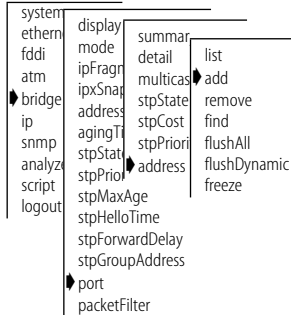 system
ethern
fddi
atm
bridge
ip
snmp
analyze
script
logout
display
mode
ipFragm
ipxSnap
address
agingTi
stpState
stpPrior
stpMaxAge
stpHelloTime
stpForwardDelay
stpGroupAddress
port
packetFilter
summar
detail
multicas
stpState
stpCost
stpPriori
address
list
add
remove
find
flushAll
flushDynamic
freeze